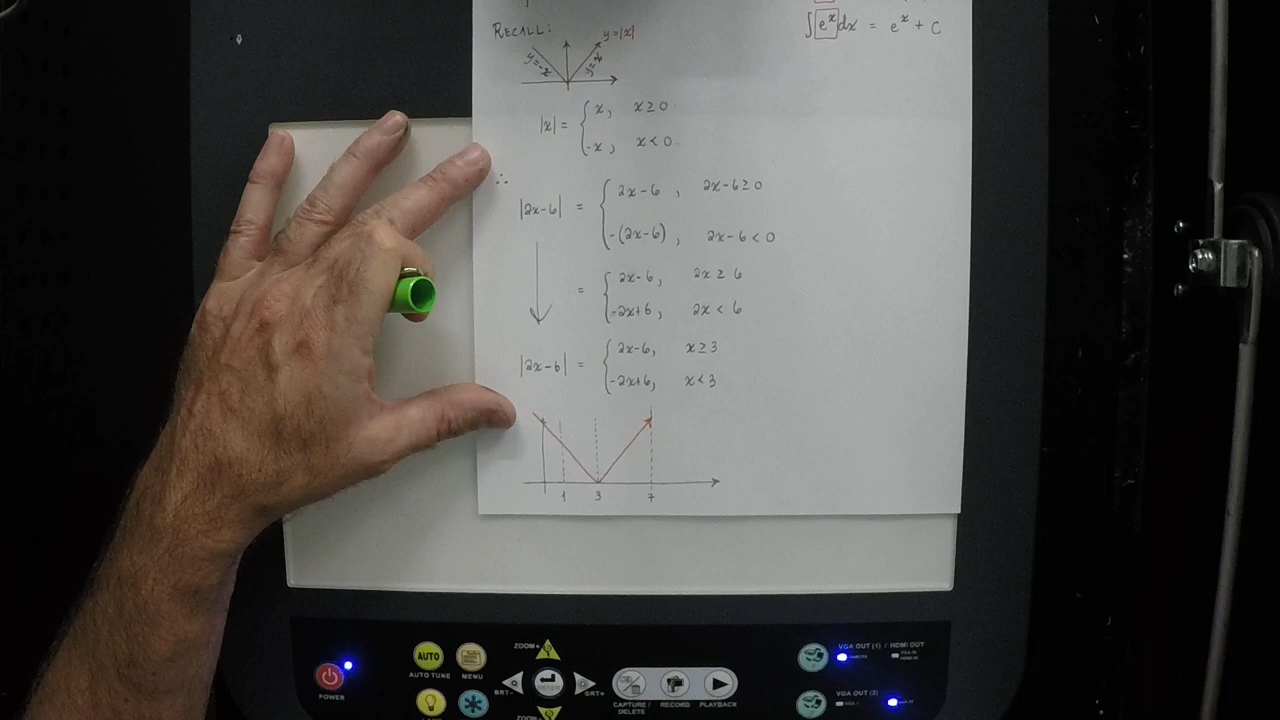 RECALL:
y=|x|
y=-x
y=x
∫e^x dx = e^x + C
|x| = { x, x≥0
-x, x<0
∴
|2x-6| = { 2x-6, 2x-6≥0
-(2x-6), 2x-6<0
= { 2x-6, 2x≥6
-2x+6, 2x<6
|2x-6| = { 2x-6, x≥3
-2x+6, x<3
1 3 7
POWER
AUTO
AUTO TUNE
MENU
ZOOM+
BRT-
ENTER
BRT+
ZOOM-
CAPTURE/
DELETE
RECORD
PLAYBACK
VGA OUT (1) / HDMI OUT
VGA OUT (2)